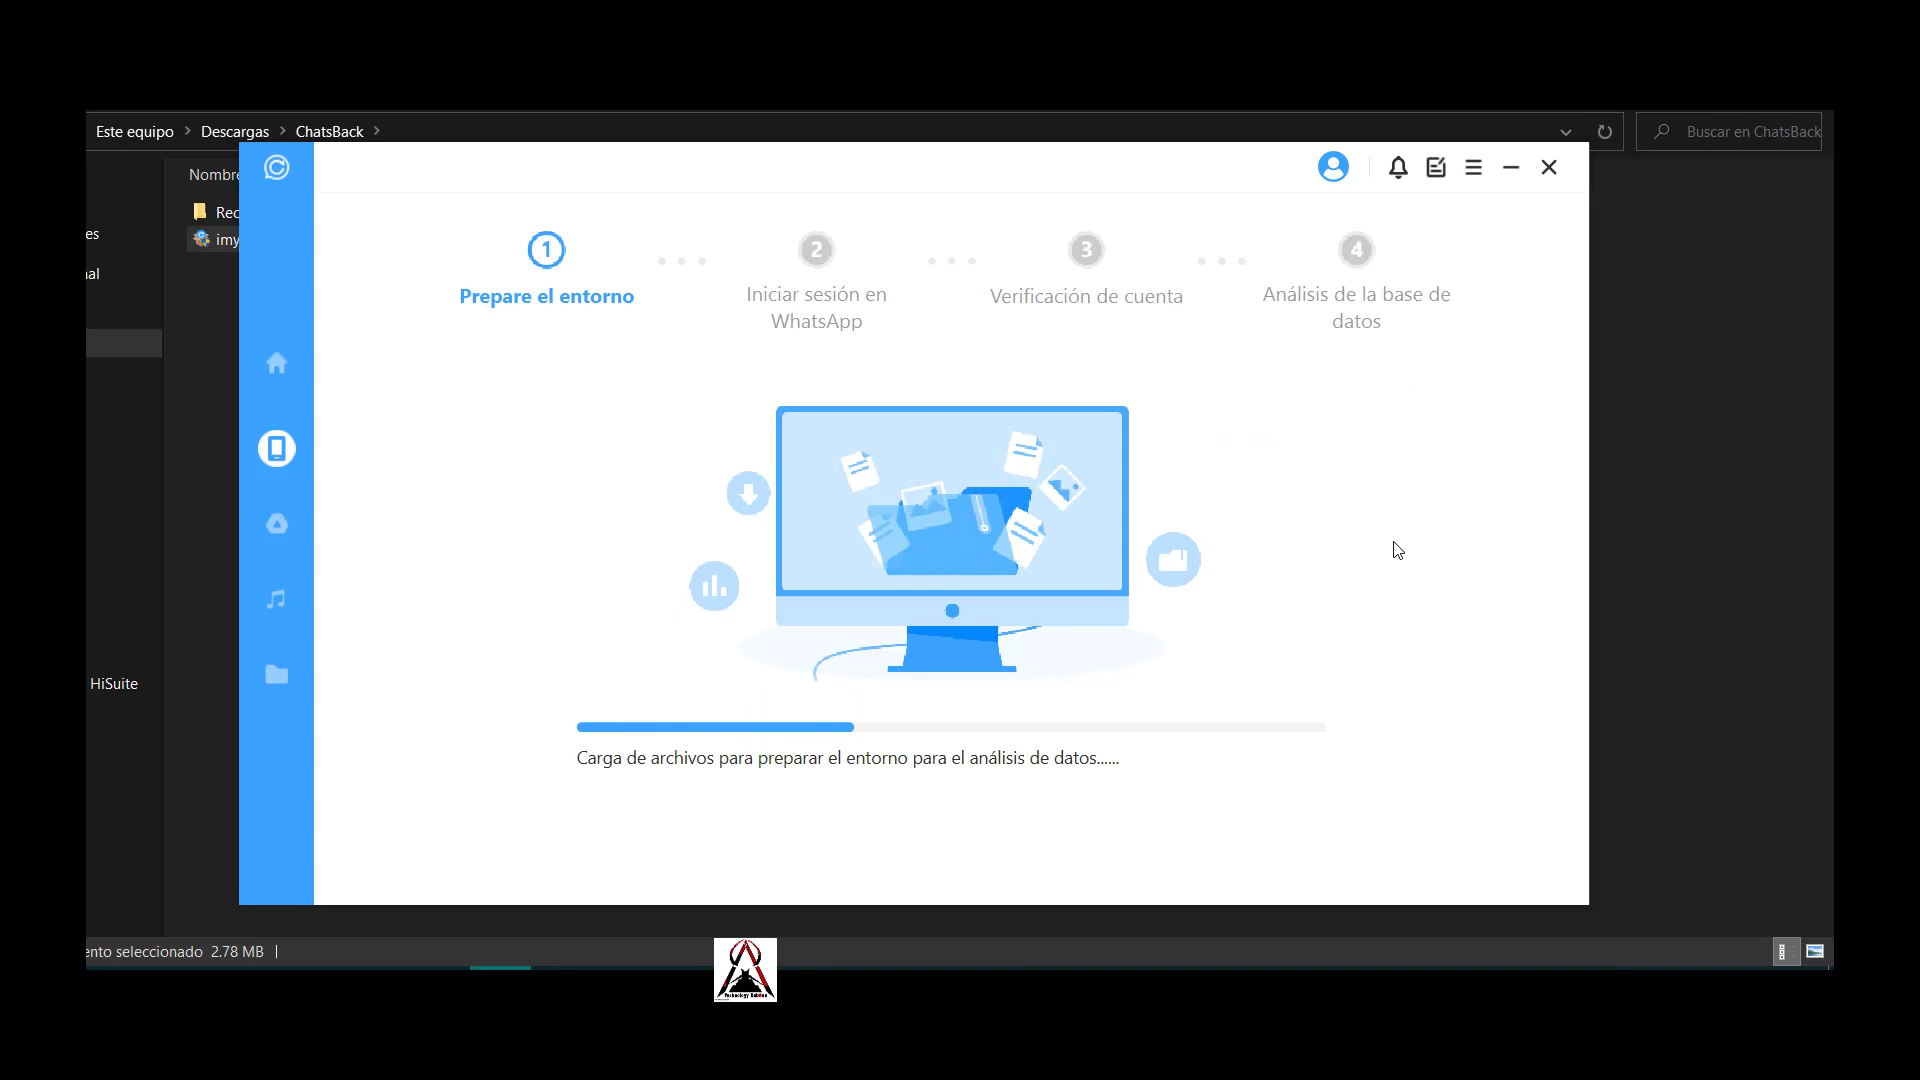 Este equipo > Descargas > ChatsBack >
Buscar en ChatsBack
Nombre
Rec
imy
es
al
HiSuite
1
2
3
4
Prepare el entorno
Iniciar sesión en
WhatsApp
Verificación de cuenta
Análisis de la base de
datos
Carga de archivos para preparar el entorno para el análisis de datos......
ento seleccionado 2.78 MB